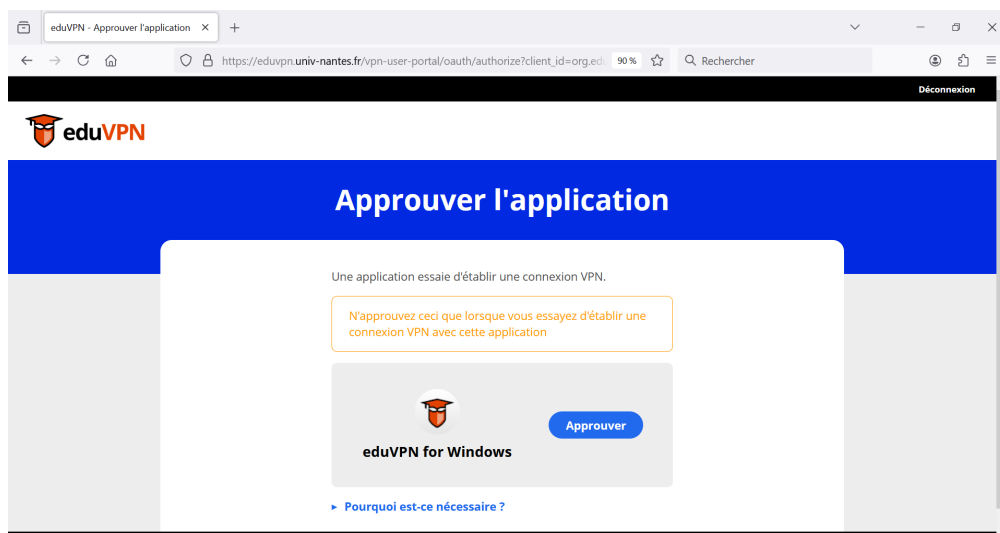 eduVPN - Approuver l'application
https://eduvpn.univ-nantes.fr/vpn-user-portal/oauth/authorize?client_id=org.ed
90 %
Rechercher
Déconnexion
eduVPN
Approuver l'application
Une application essaie d'établir une connexion VPN.
N'approuvez ceci que lorsque vous essayez d'établir une
connexion VPN avec cette application
eduVPN for Windows
Approuver
Pourquoi est-ce nécessaire ?